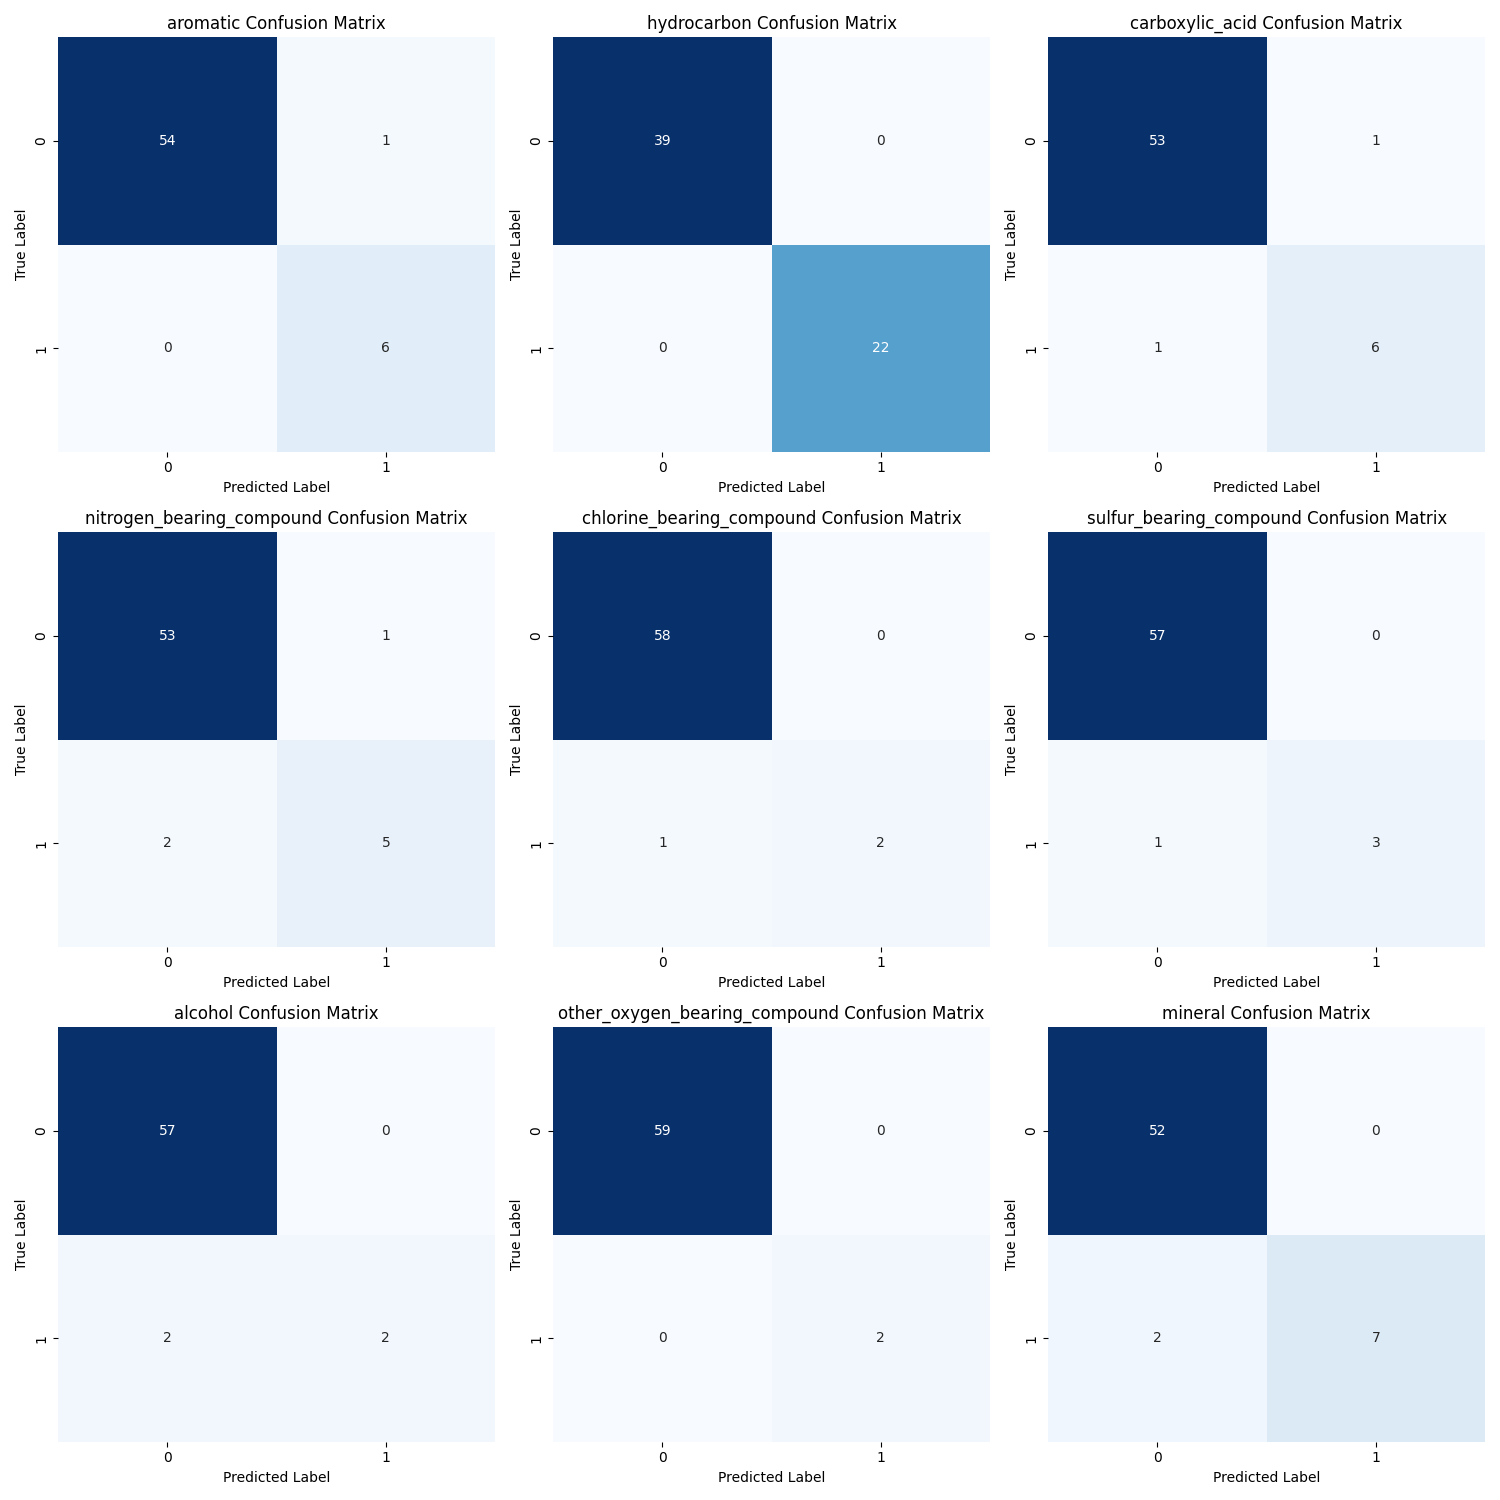 aromatic Confusion Matrix
0
54
1
True Label
1
0
6
0
1
Predicted Label
hydrocarbon Confusion Matrix
0
39
0
True Label
1
0
22
0
1
Predicted Label
carboxylic_acid Confusion Matrix
0
53
1
True Label
1
1
6
0
1
Predicted Label
nitrogen_bearing_compound Confusion Matrix
0
53
1
True Label
1
2
5
0
1
Predicted Label
chlorine_bearing_compound Confusion Matrix
0
58
0
True Label
1
1
2
0
1
Predicted Label
sulfur_bearing_compound Confusion Matrix
0
57
0
True Label
1
1
3
0
1
Predicted Label
alcohol Confusion Matrix
0
57
0
True Label
1
2
2
0
1
Predicted Label
other_oxygen_bearing_compound Confusion Matrix
0
59
0
True Label
1
0
2
0
1
Predicted Label
mineral Confusion Matrix
0
52
0
True Label
1
2
7
0
1
Predicted Label